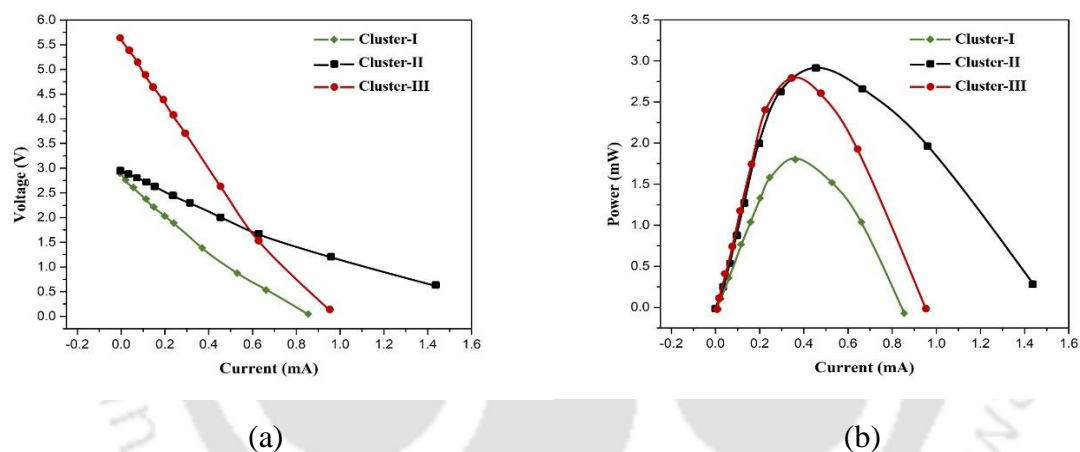 6.0
5.5
5.0
4.5
4.0
3.5
3.0
2.5
2.0
1.5
1.0
0.5
0.0
Voltage (V)
Cluster-I
Cluster-II
Cluster-III
-0.2 0.0 0.2 0.4 0.6 0.8 1.0 1.2 1.4 1.6
Current (mA)
(a)
3.5
3.0
2.5
2.0
1.5
1.0
0.5
0.0
Power (mW)
Cluster-I
Cluster-II
Cluster-III
-0.2 0.0 0.2 0.4 0.6 0.8 1.0 1.2 1.4 1.6
Current (mA)
(b)